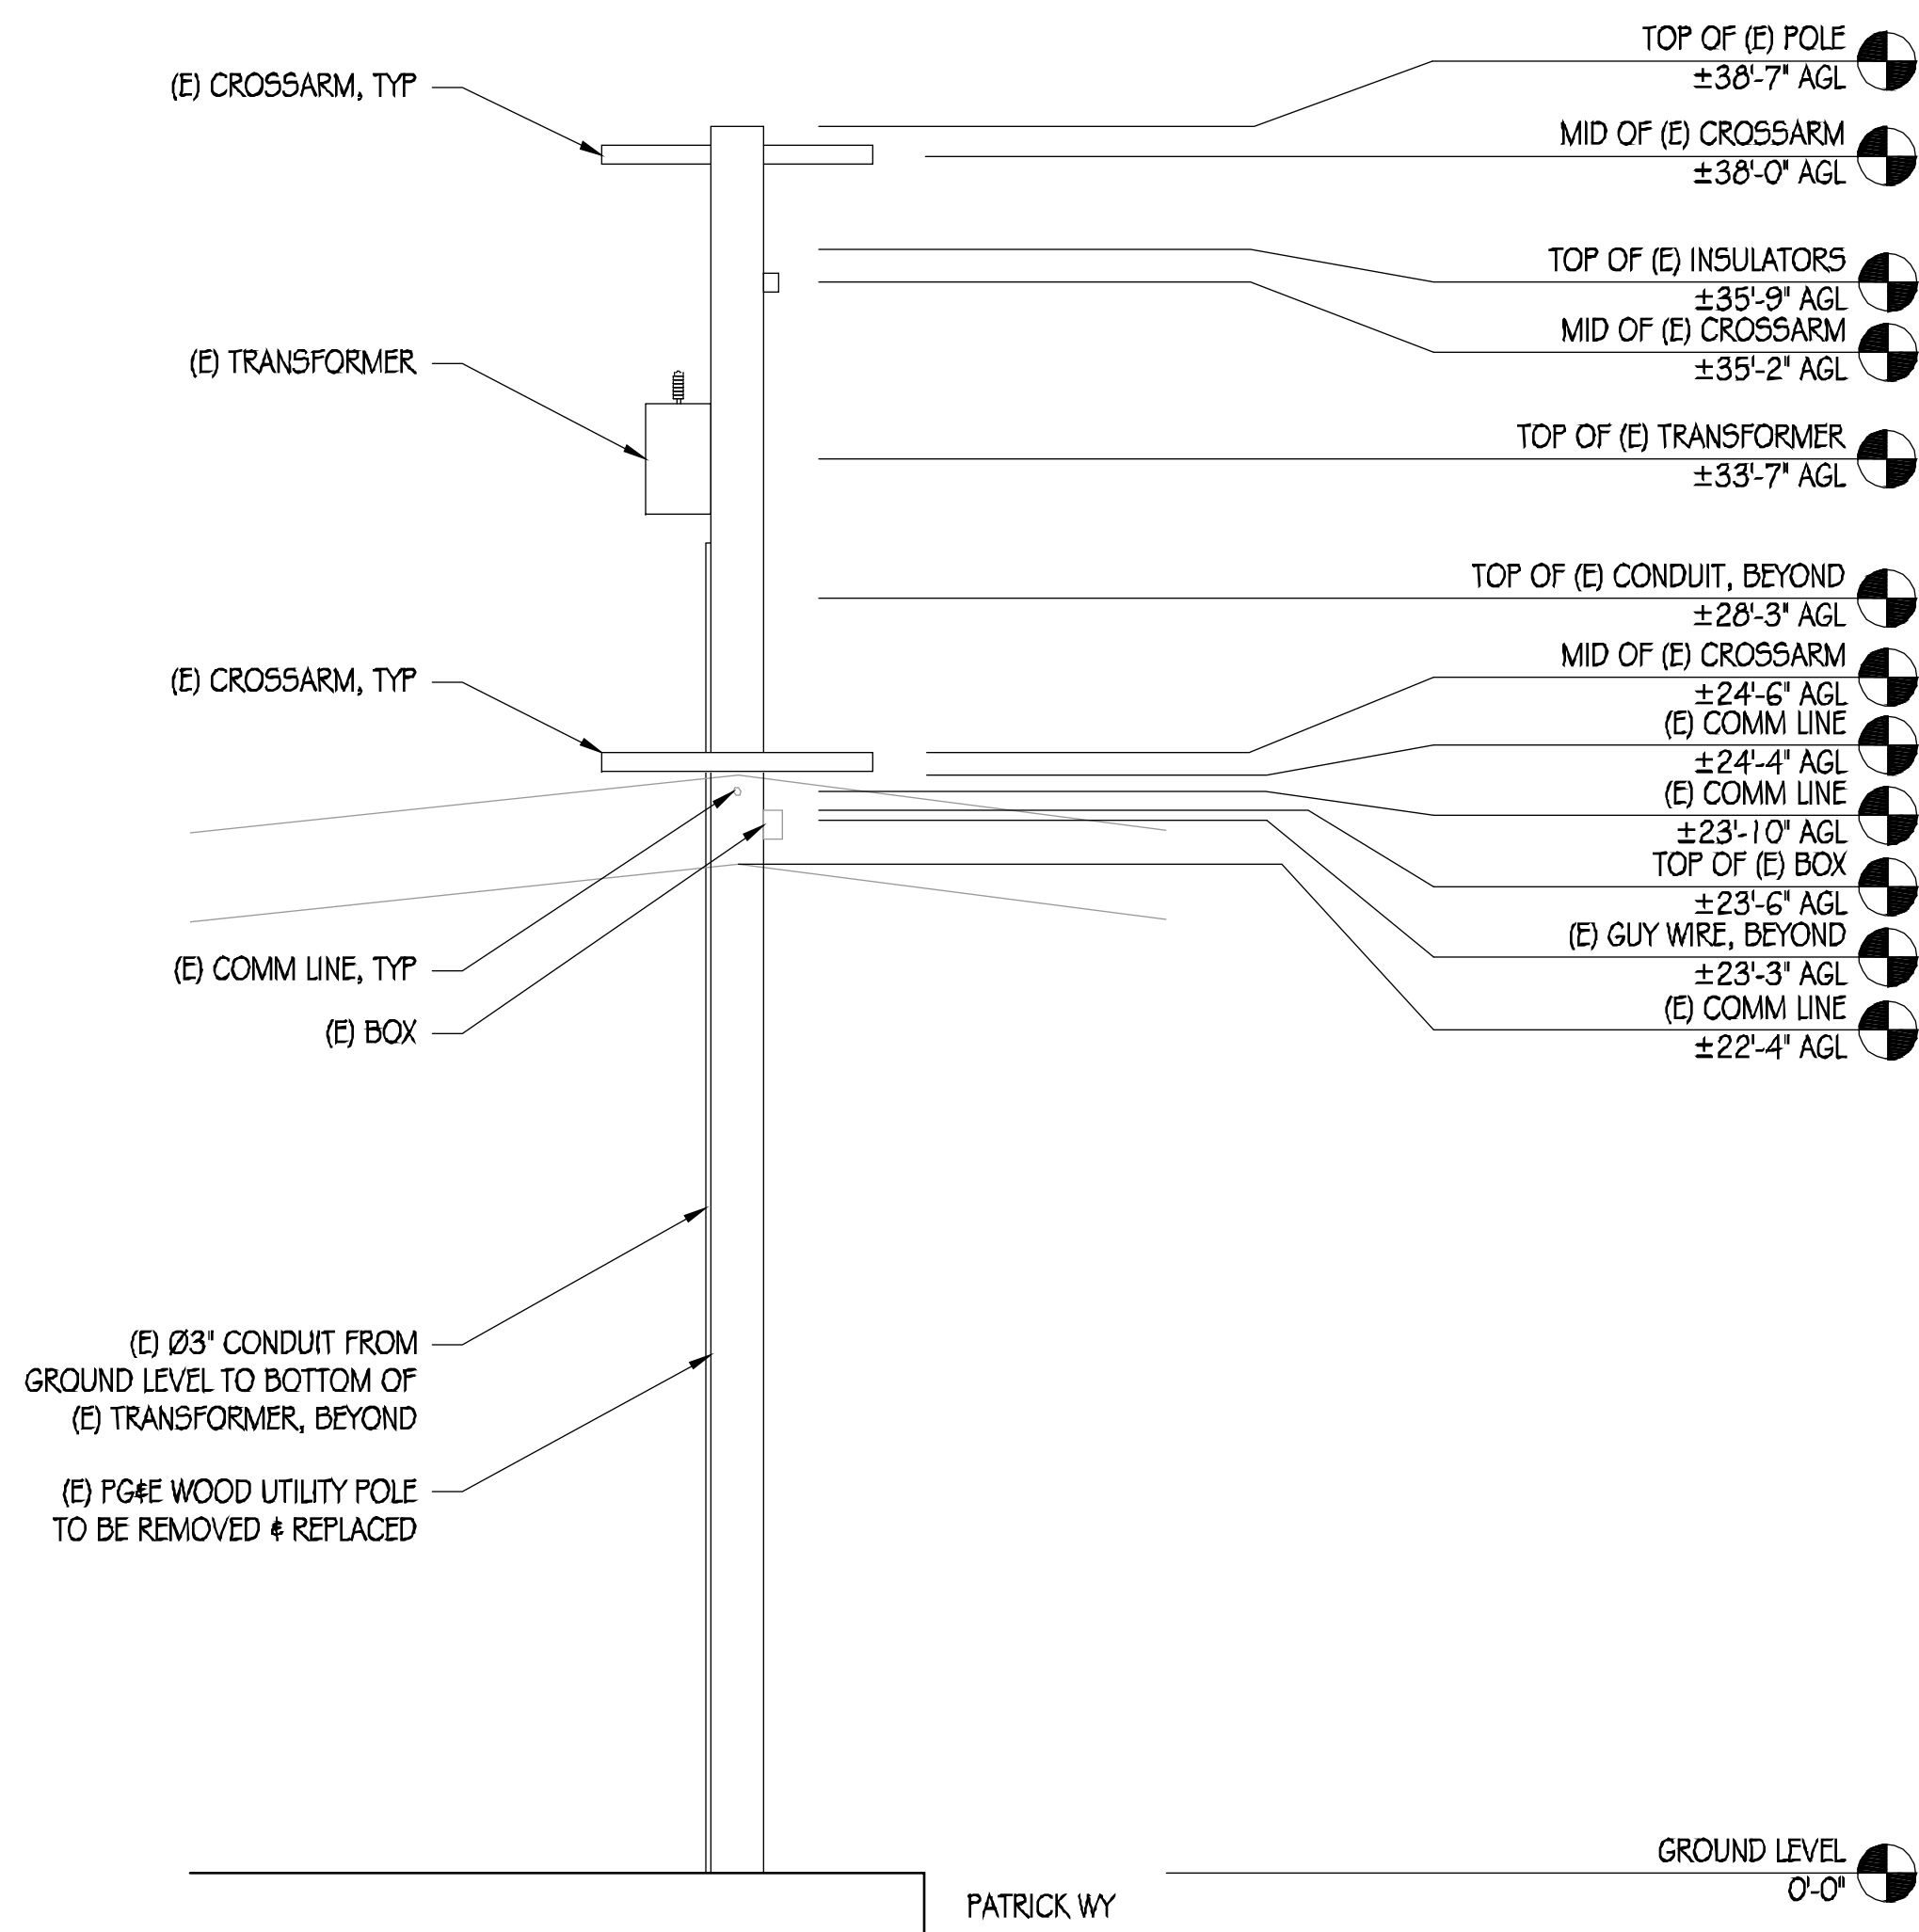 (E) CROSSARM, TYP
(E) TRANSFORMER
(E) CROSSARM, TYP
(E) COMM LINE, TYP
(E) BOX
(E) Ø3" CONDUIT FROM
GROUND LEVEL TO BOTTOM OF
(E) TRANSFORMER, BEYOND
(E) PG&E WOOD UTILITY POLE
TO BE REMOVED & REPLACED
TOP OF (E) POLE
±38'-7" AGL
MID OF (E) CROSSARM
±38'-0" AGL
TOP OF (E) INSULATORS
±35'-9" AGL
MID OF (E) CROSSARM
±35'-2" AGL
TOP OF (E) TRANSFORMER
±33'-7" AGL
TOP OF (E) CONDUIT, BEYOND
±28'-3" AGL
MID OF (E) CROSSARM
±24'-6" AGL
(E) COMM LINE
±24'-4" AGL
(E) COMM LINE
±23'-10" AGL
TOP OF (E) BOX
±23'-6" AGL
(E) GUY WIRE, BEYOND
±23'-3" AGL
(E) COMM LINE
±22'-4" AGL
GROUND LEVEL
0'-0"
PATRICK WY